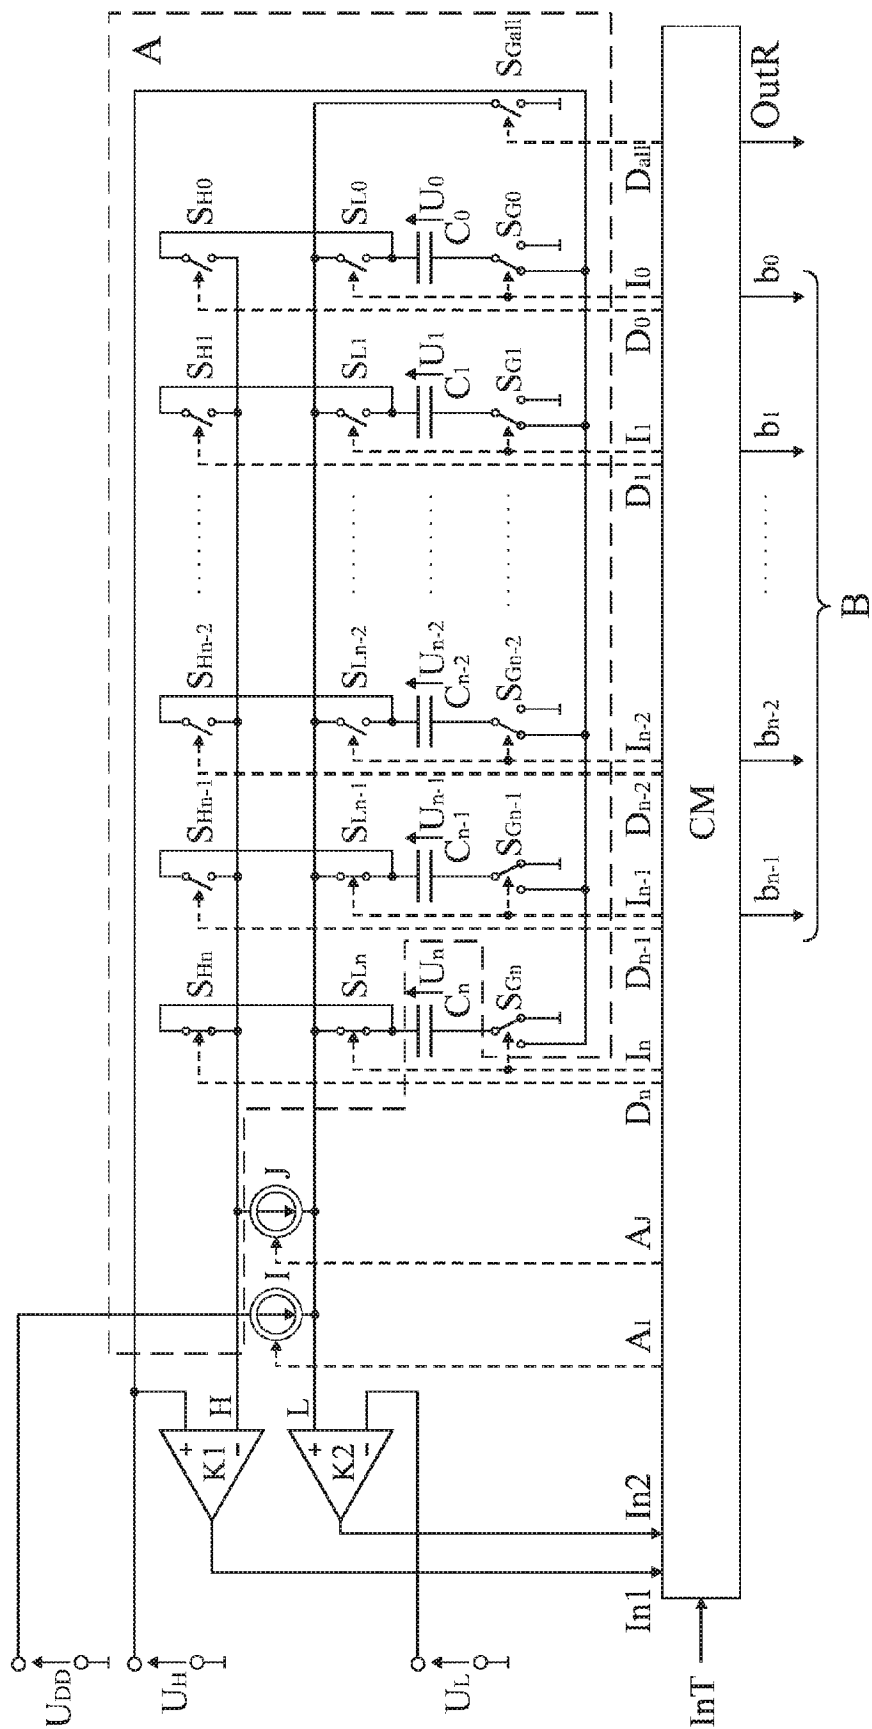 A
UDD
UH
UL
InT
K1
+
−
H
K2
+
−
L
In1
In2
I
J
AI
AJ
SHn
SHn-1
SHn-2
SH1
SH0
SLn
SLn-1
SLn-2
SL1
SL0
Un
Un-1
Un-2
U1
U0
Cn
Cn-1
Cn-2
C1
C0
SGn
SGn-1
SGn-2
SG1
SG0
SGall
Dn
In
Dn-1
In-1
Dn-2
In-2
D1
I1
D0
I0
Dall
CM
bn-1
bn-2
b1
b0
OutR
B